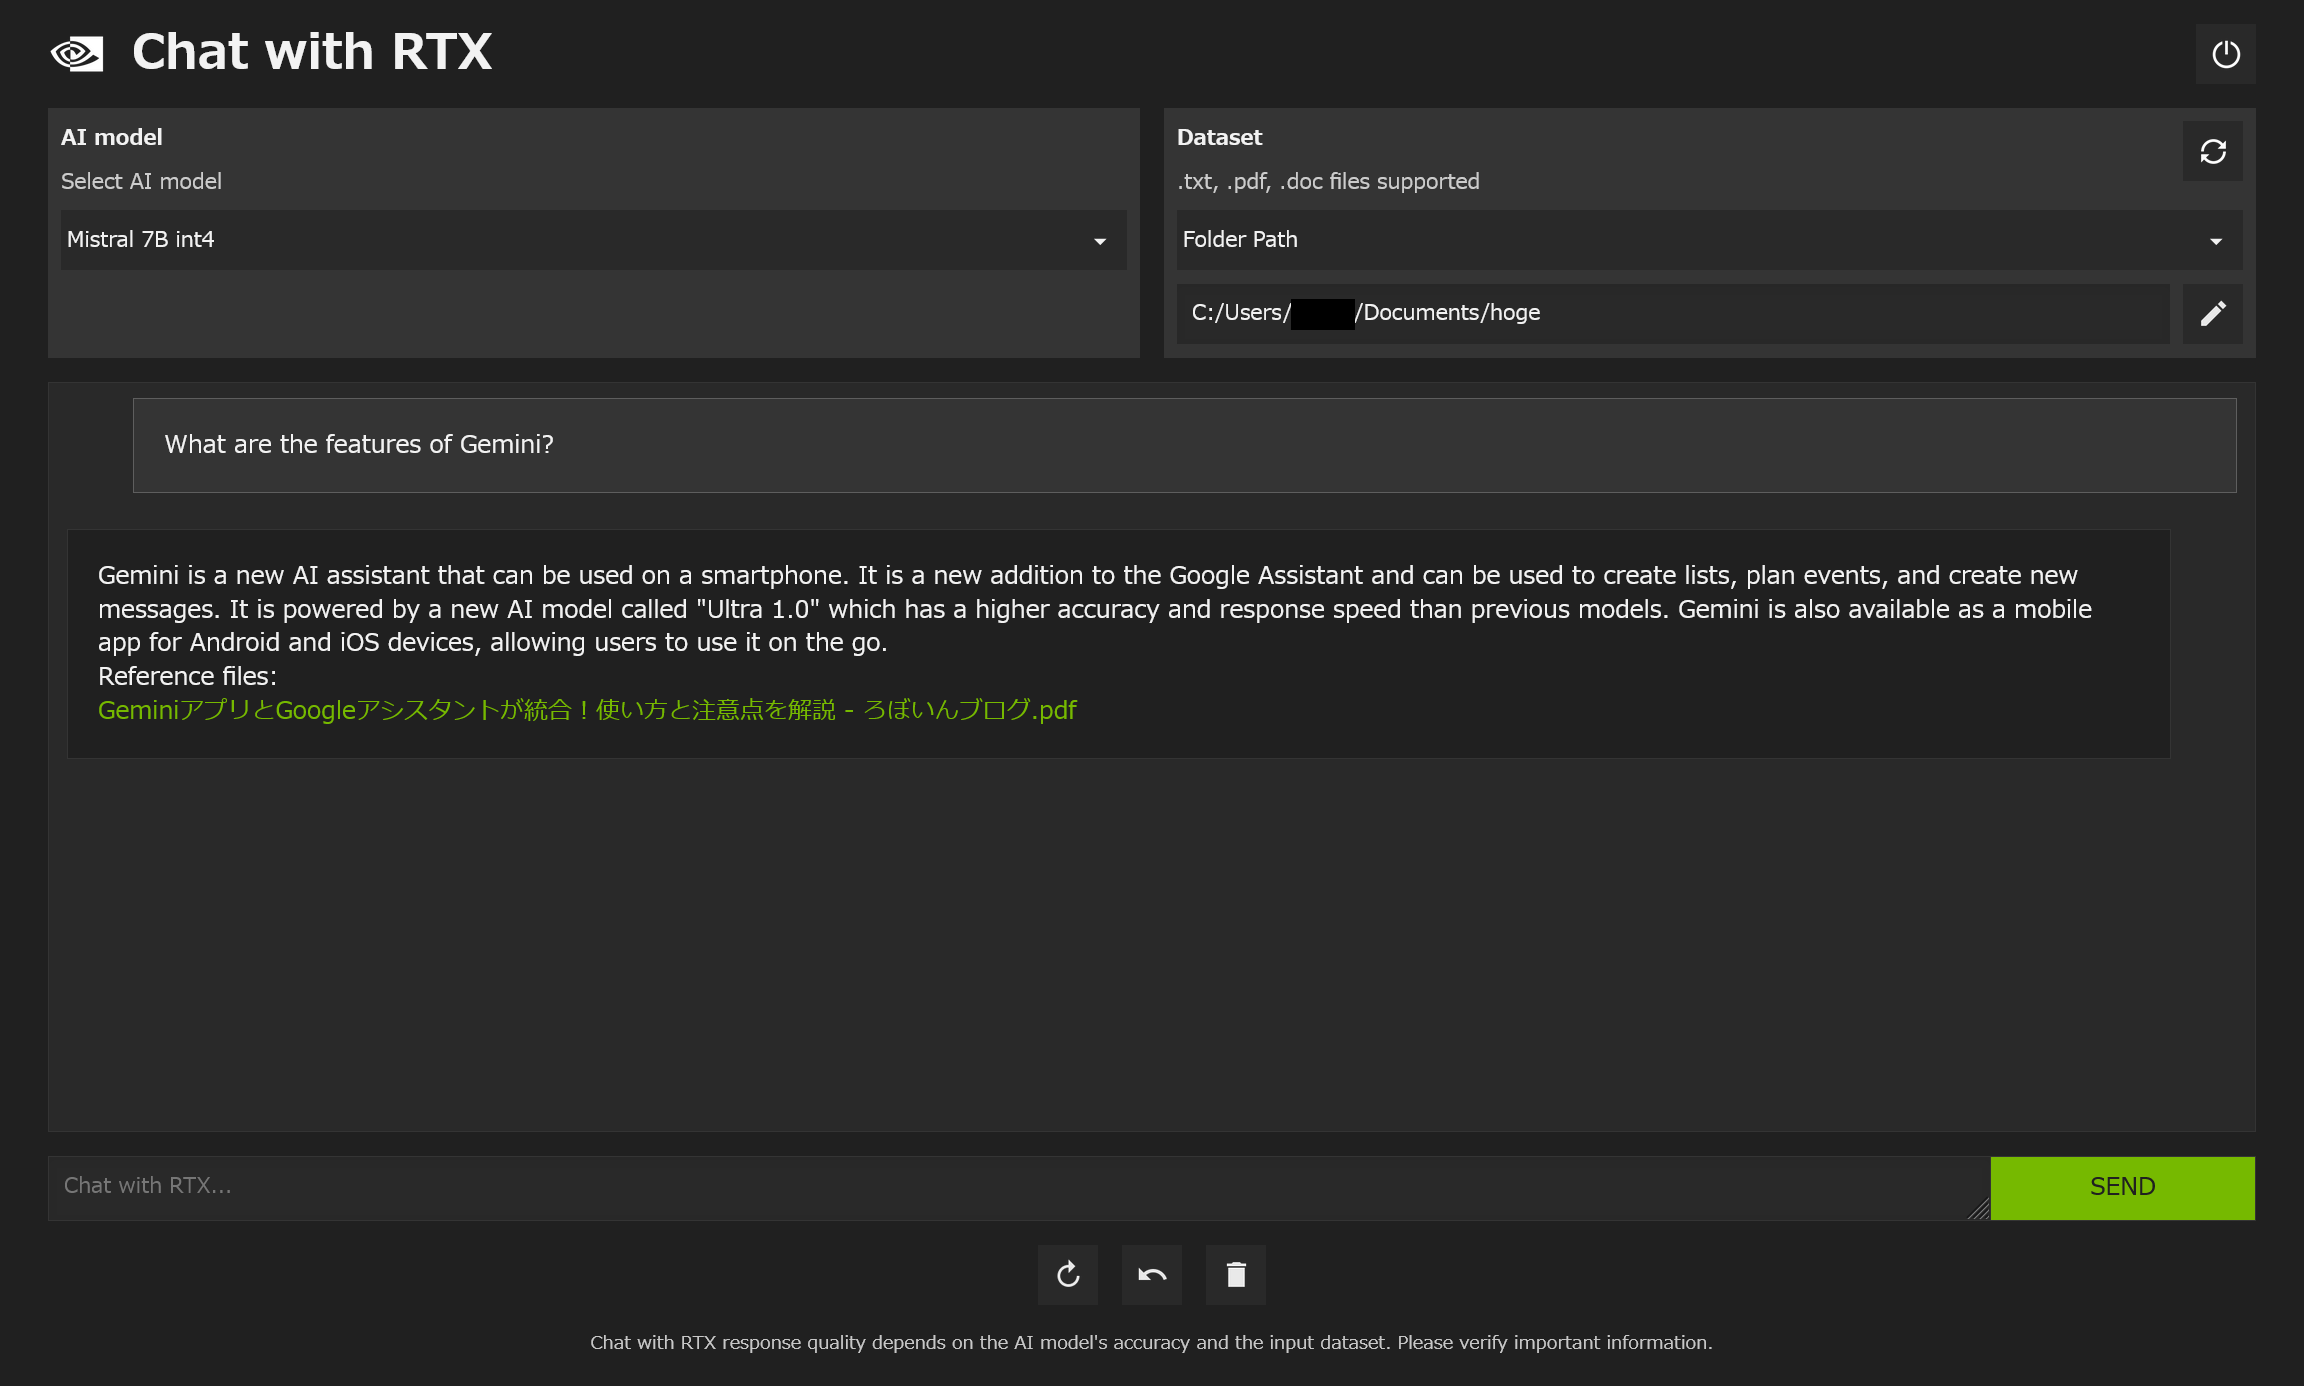 Chat with RTX
AI model
Select AI model
Mistral 7B int4
Dataset
.txt, .pdf, .doc files supported
Folder Path
C:/Users/ /Documents/hoge
What are the features of Gemini?
Gemini is a new AI assistant that can be used on a smartphone. It is a new addition to the Google Assistant and can be used to create lists, plan events, and create new
messages. It is powered by a new AI model called "Ultra 1.0" which has a higher accuracy and response speed than previous models. Gemini is also available as a mobile
app for Android and iOS devices, allowing users to use it on the go.
Reference files:
GeminiアプリとGoogleアシスタントが統合！使い方と注意点を解説 - ろぼいんブログ.pdf
Chat with RTX...
SEND
Chat with RTX response quality depends on the AI model's accuracy and the input dataset. Please verify important information.